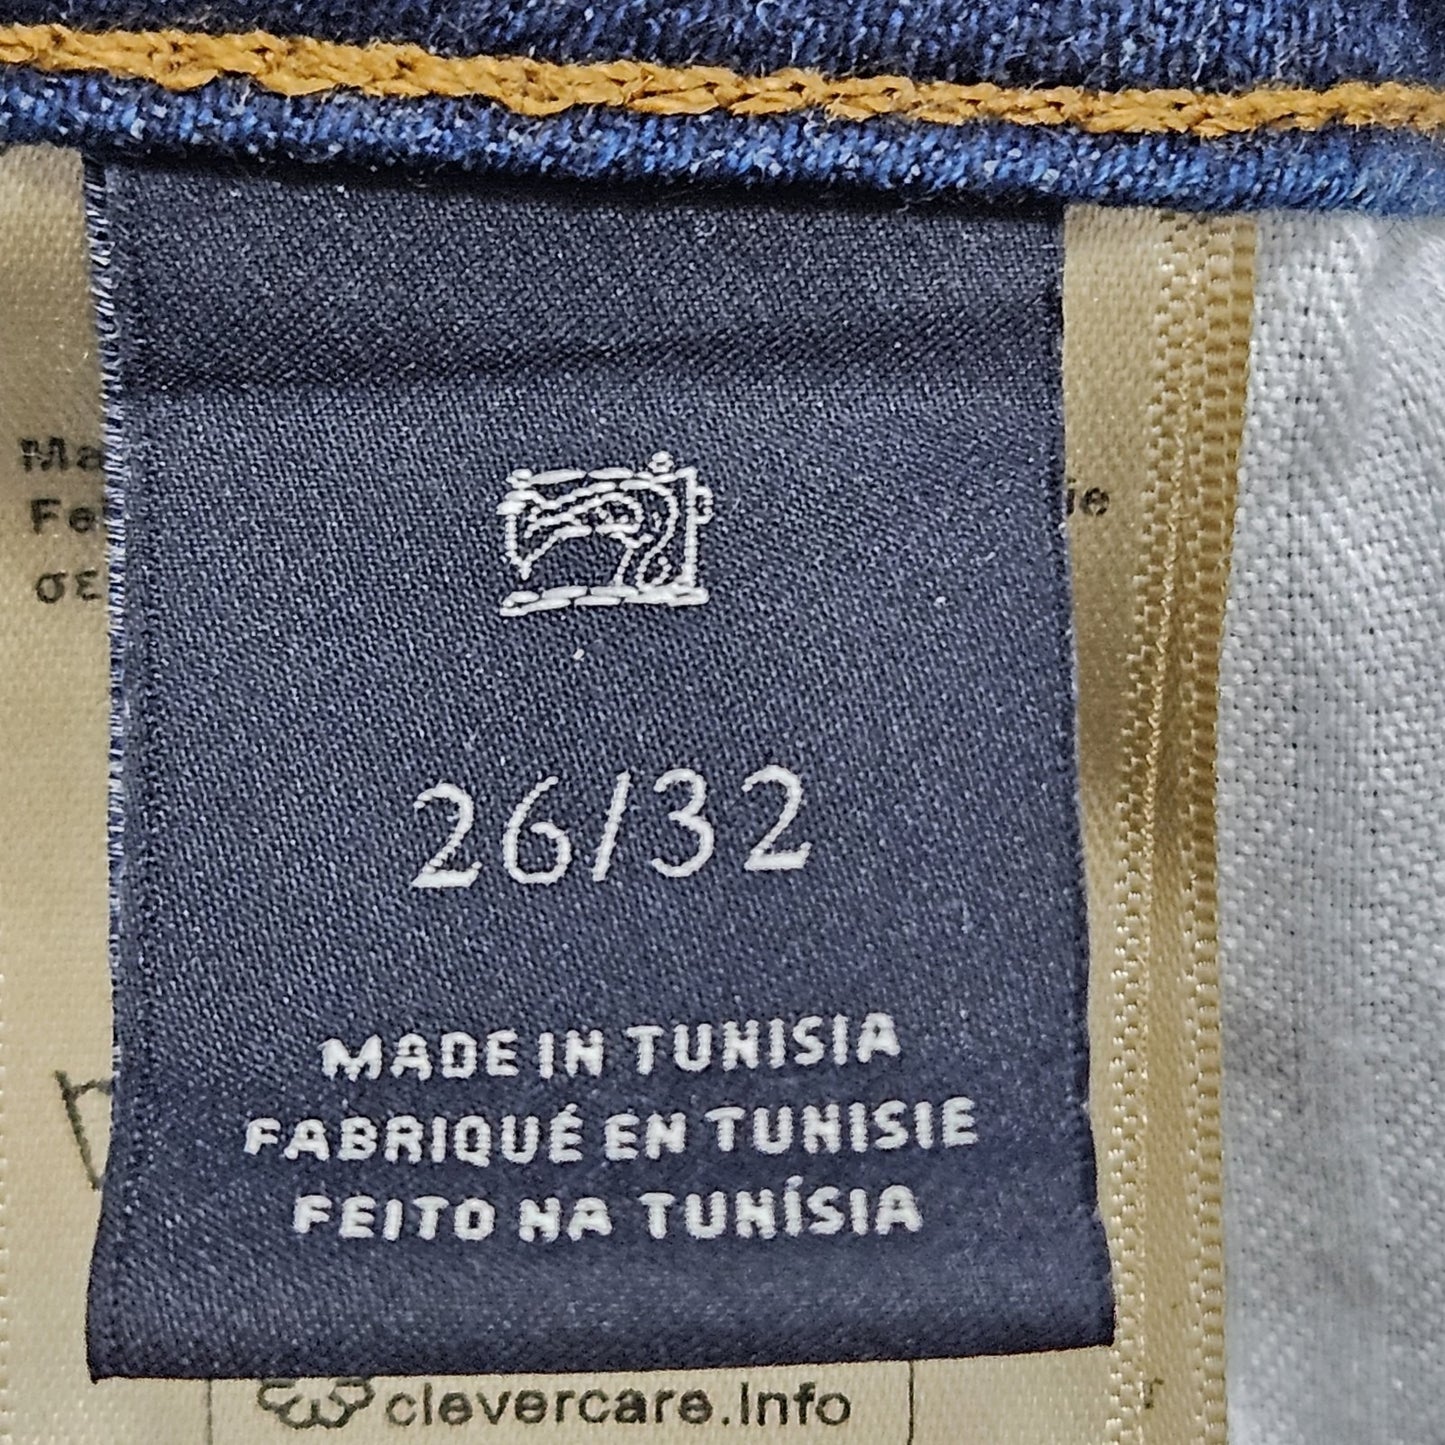 26/32
MADE IN TUNISIA
FABRIQUÉ EN TUNISIE
FEITO NA TUNÍSIA
clevercare.info